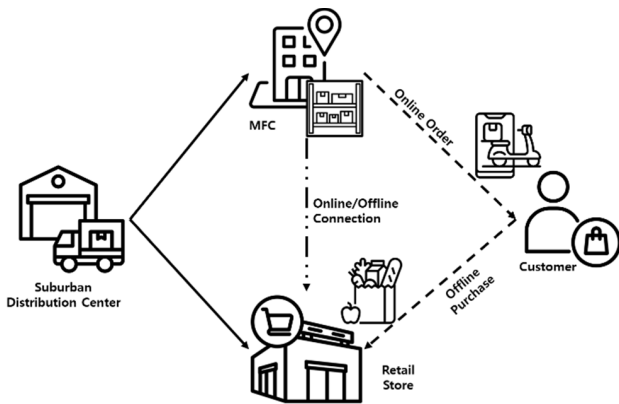 MFC
Online Order
Online/Offline
Connection
Suburban
Distribution Center
Customer
Offline
Purchase
Retail
Store